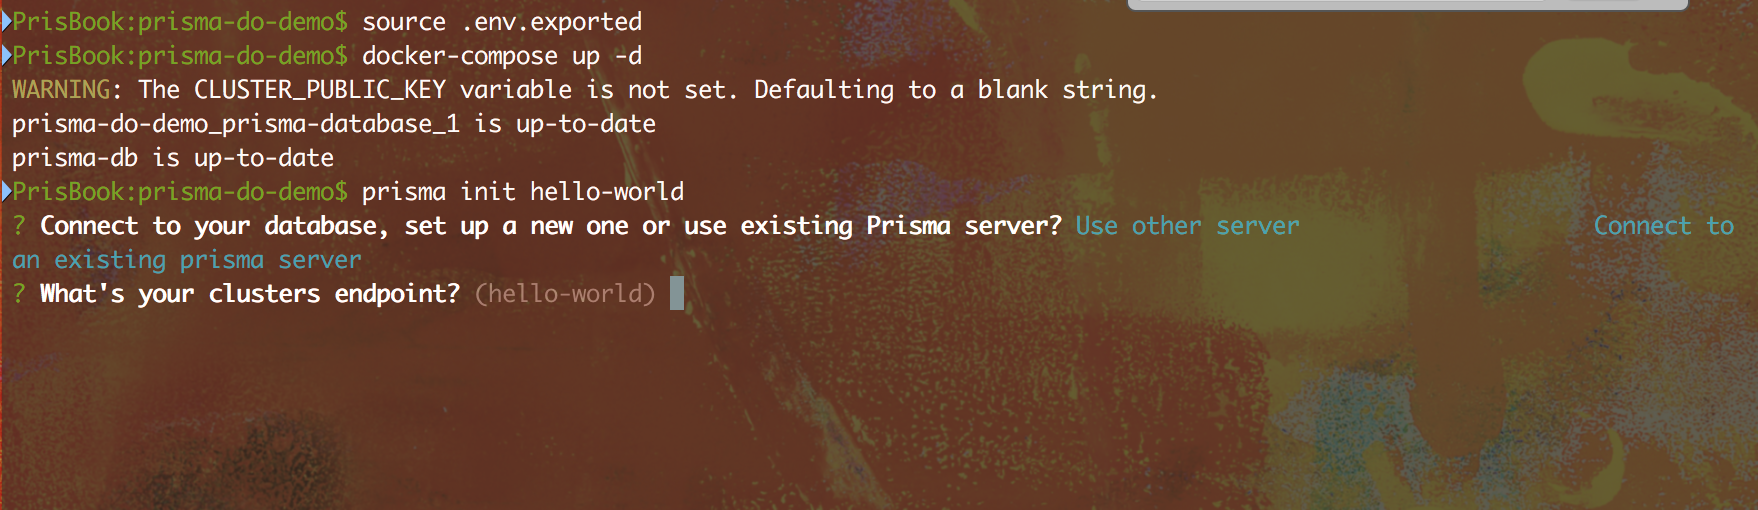 PrisBook:prisma-do-demo$ source .env.exported
PrisBook:prisma-do-demo$ docker-compose up -d
WARNING: The CLUSTER_PUBLIC_KEY variable is not set. Defaulting to a blank string.
prisma-do-demo_prisma-database_1 is up-to-date
prisma-db is up-to-date
PrisBook:prisma-do-demo$ prisma init hello-world
? Connect to your database, set up a new one or use existing Prisma server? Use other server Connect to
an existing prisma server
? What's your clusters endpoint? (hello-world)